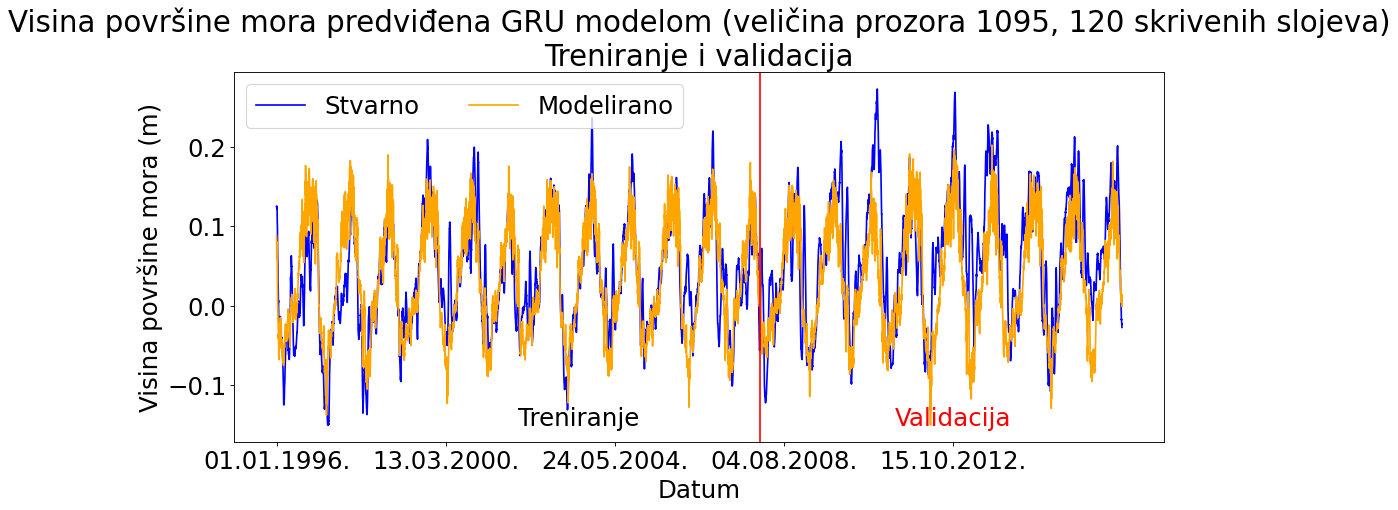 Visina površine mora predviđena GRU modelom (veličina prozora 1095, 120 skrivenih slojeva)
Treniranje i validacija
Stvarno
Modelirano
Visina površine mora (m)
0.2
0.1
0.0
−0.1
Treniranje
Validacija
01.01.1996.
13.03.2000.
24.05.2004.
04.08.2008.
15.10.2012.
Datum